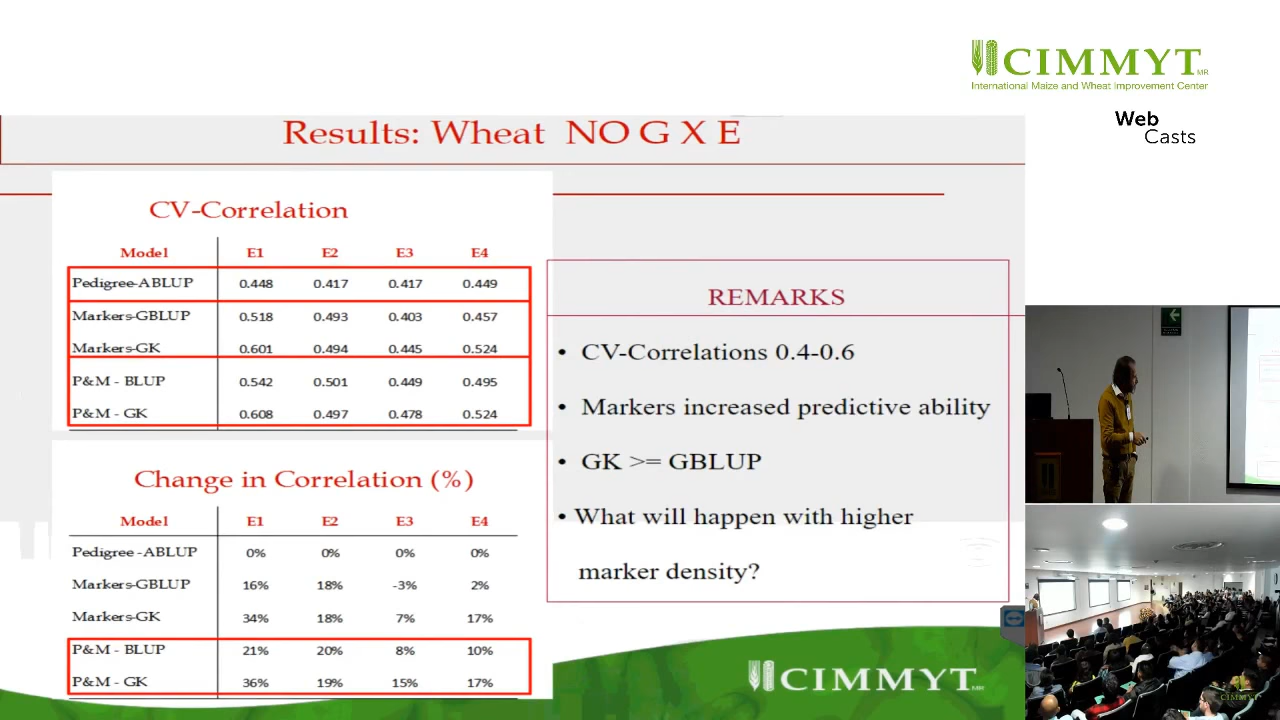 CIMMYT MR
International Maize and Wheat Improvement Center
Web
Casts
Results: Wheat NO G X E
CV-Correlation
Model E1 E2 E3 E4
Pedigree-ABLUP 0.448 0.417 0.417 0.449
Markers-GBLUP 0.518 0.493 0.403 0.457
Markers-GK 0.601 0.494 0.445 0.524
P&M - BLUP 0.542 0.501 0.449 0.495
P&M - GK 0.608 0.497 0.478 0.524
Change in Correlation (%)
Model E1 E2 E3 E4
Pedigree -ABLUP 0% 0% 0% 0%
Markers-GBLUP 16% 18% -3% 2%
Markers-GK 34% 18% 7% 17%
P&M - BLUP 21% 20% 8% 10%
P&M - GK 36% 19% 15% 17%
REMARKS
• CV-Correlations 0.4-0.6
• Markers increased predictive ability
• GK >= GBLUP
• What will happen with higher
marker density?
CIMMYT MR
CIMMYT